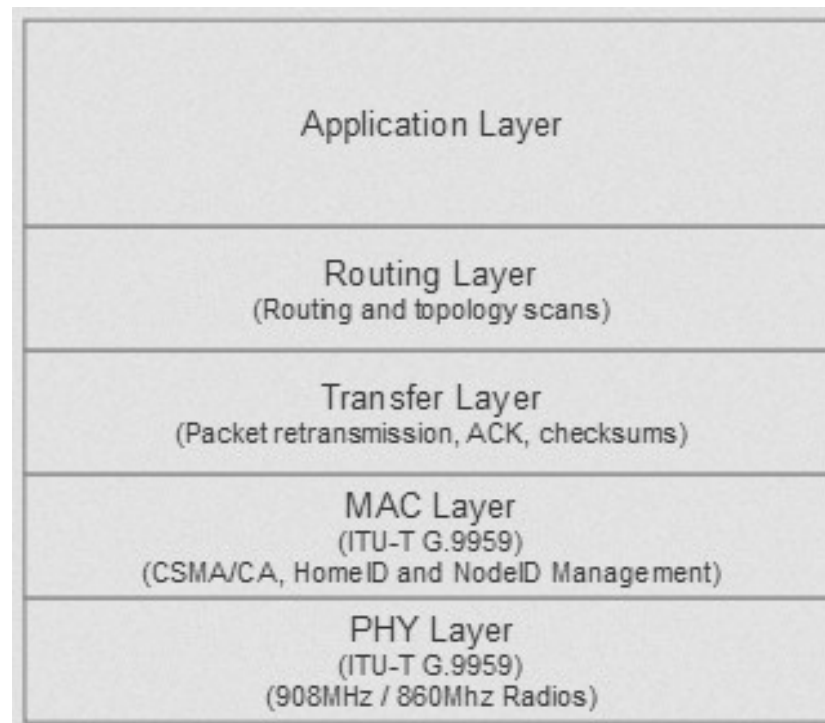 Application Layer
Routing Layer
(Routing and topology scans)
Transfer Layer
(Packet retransmission, ACK, checksums)
MAC Layer
(ITU-T G.9959)
(CSMA/CA, HomeID and NodeID Management)
PHY Layer
(ITU-T G.9959)
(908MHz / 860Mhz Radios)